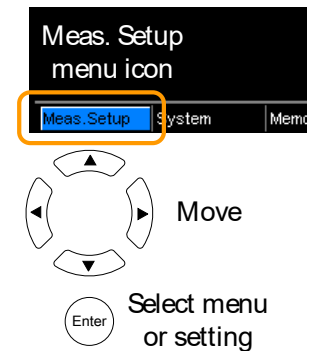 Meas. Setup
menu icon
Meas.Setup System
Move
Enter
Select menu
or setting